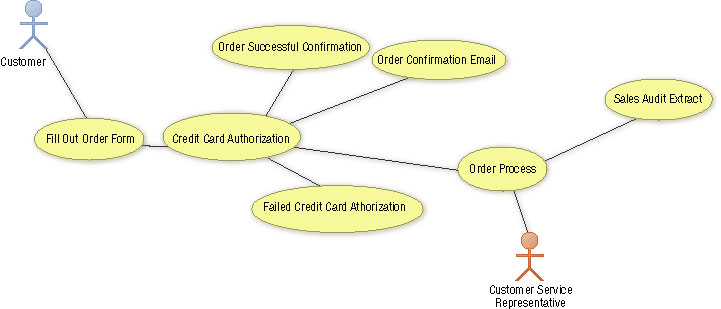 Customer
Order Successful Confirmation
Order Confirmation Email
Sales Audit Extract
Fill Out Order Form
Credit Card Authorization
Order Process
Failed Credit Card Athorization
Customer Service
Representative